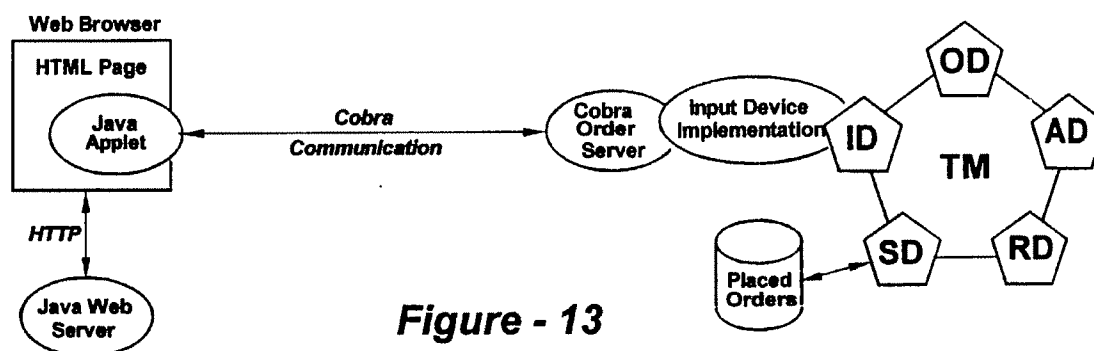 Web Browser
HTML Page
Java
Applet
Cobra
Communication
HTTP
Java Web
Server
Cobra
Order
Server
Input Device
Implementation
ID
OD
AD
TM
SD
RD
Placed
Orders
Figure - 13